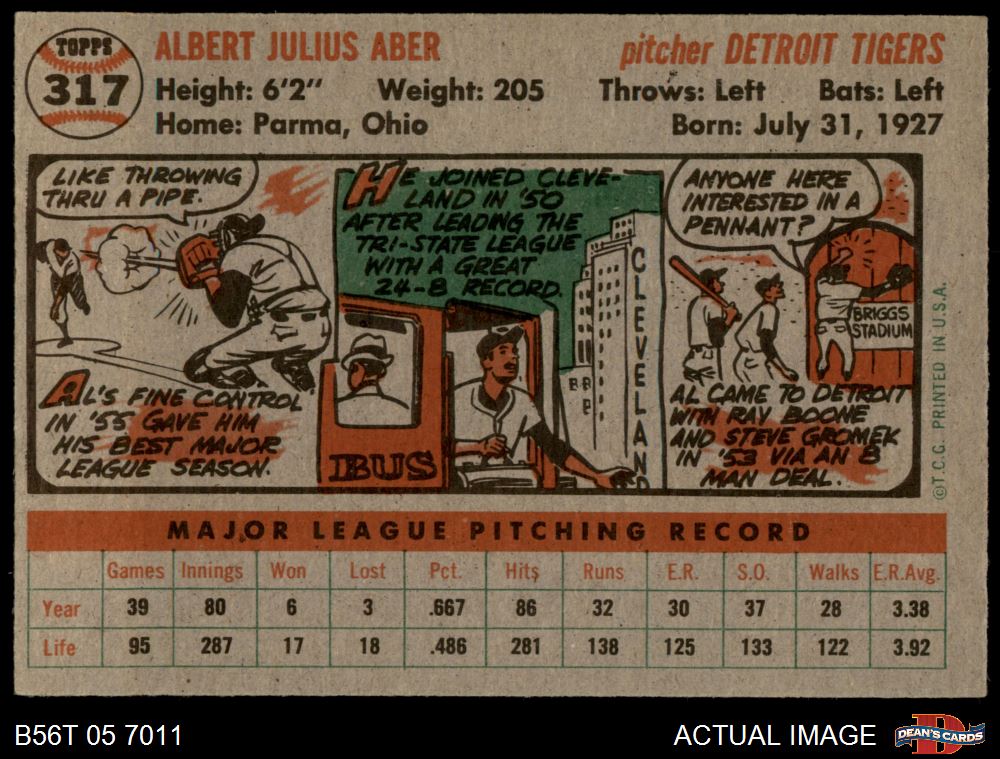 TOPPS
317
ALBERT JULIUS ABER
pitcher DETROIT TIGERS
Height: 6'2" Weight: 205 Throws: Left Bats: Left
Home: Parma, Ohio Born: July 31, 1927
LIKE THROWING
THRU A PIPE.
AL'S FINE CONTROL
IN '55 GAVE HIM
HIS BEST MAJOR
LEAGUE SEASON.
HE JOINED CLEVE-
LAND IN '50
AFTER LEADING THE
TRI-STATE LEAGUE
WITH A GREAT
24-8 RECORD.
BUS
CLEVELAND
ANYONE HERE
INTERESTED IN A
PENNANT?
BRIGGS
STADIUM
AL CAME TO DETROIT
WITH RAY BOONE
AND STEVE GROMEK
IN '53 VIA AN 8
MAN DEAL.
©T.C.G. PRINTED IN U.S.A.
MAJOR LEAGUE PITCHING RECORD
Games Innings Won Lost Pct. Hits Runs E.R. S.O. Walks E.R.Avg.
Year 39 80 6 3 .667 86 32 30 37 28 3.38
Life 95 287 17 18 .486 281 138 125 133 122 3.92
B56T 05 7011
ACTUAL IMAGE
DEAN'S CARDS